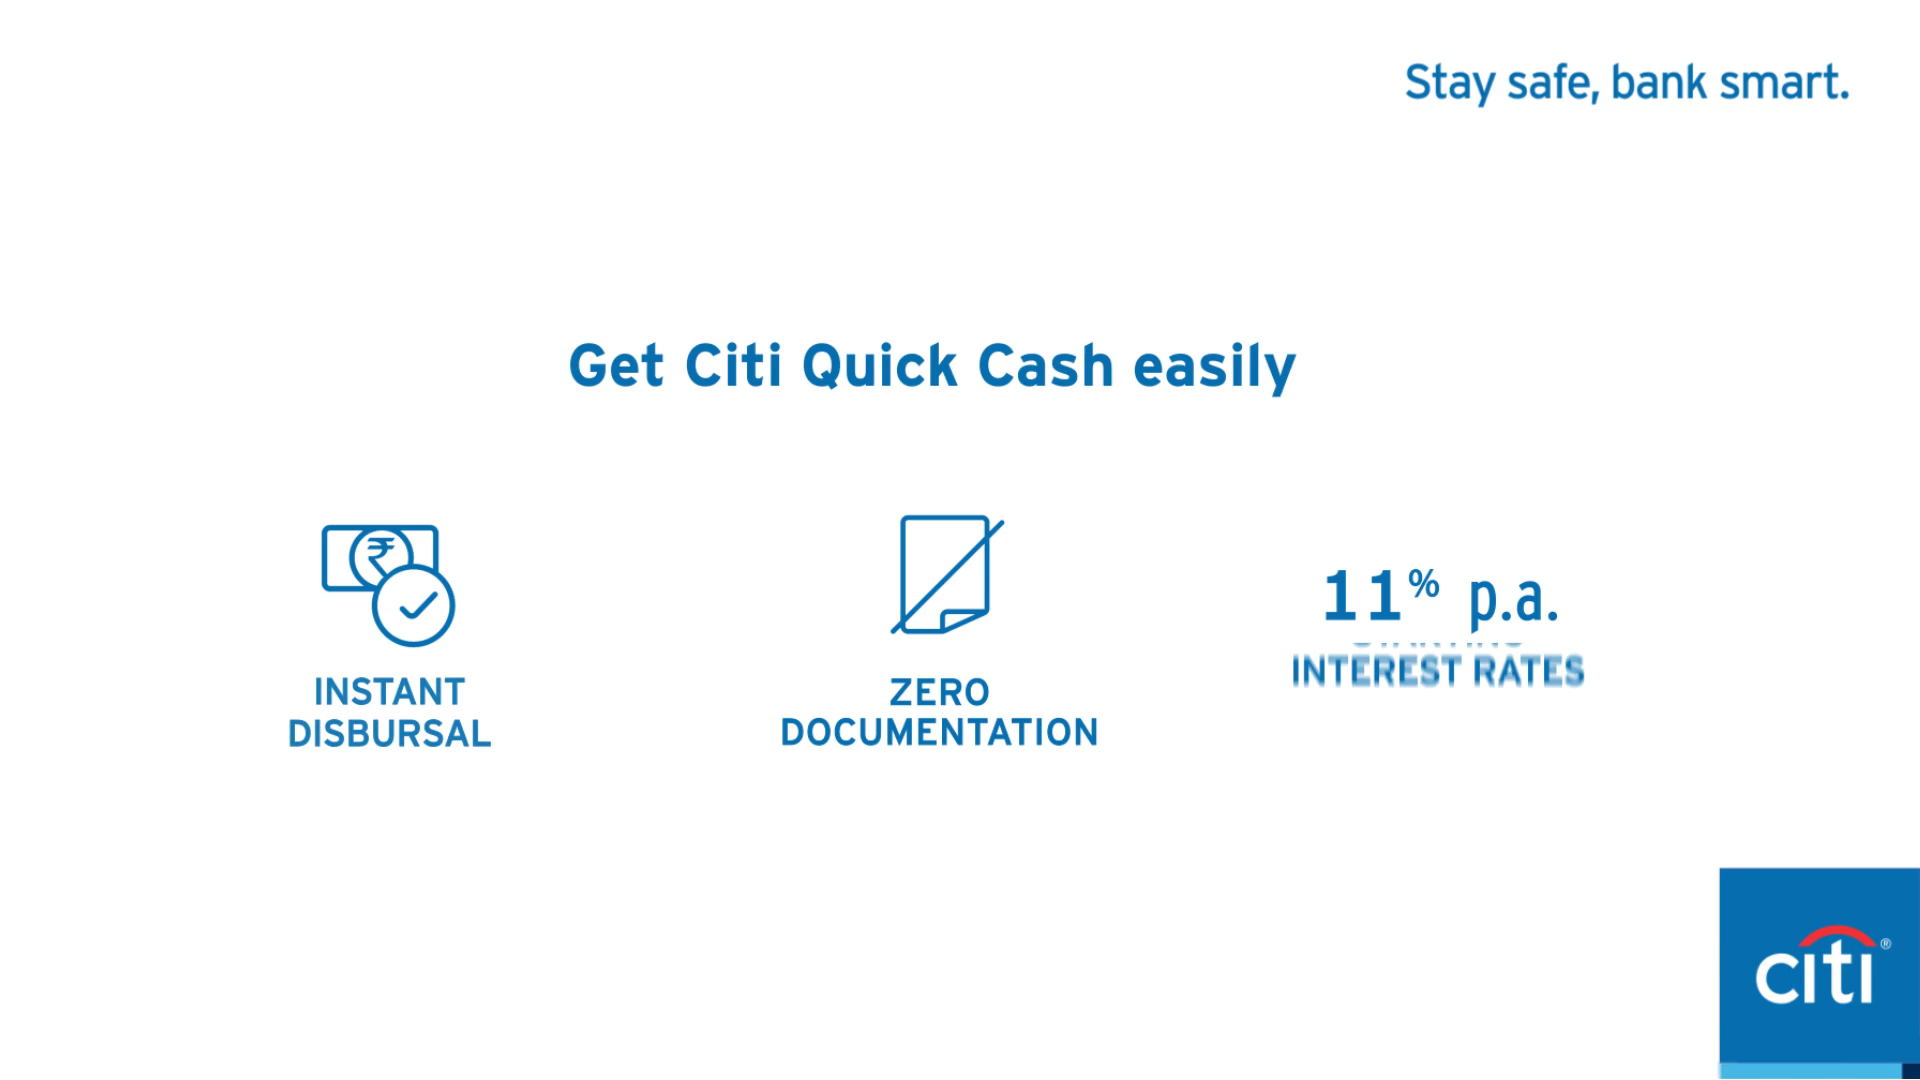 Stay safe, bank smart.
Get Citi Quick Cash easily
₹
INSTANT
DISBURSAL
ZERO
DOCUMENTATION
11% p.a.
INTEREST RATES
citi®